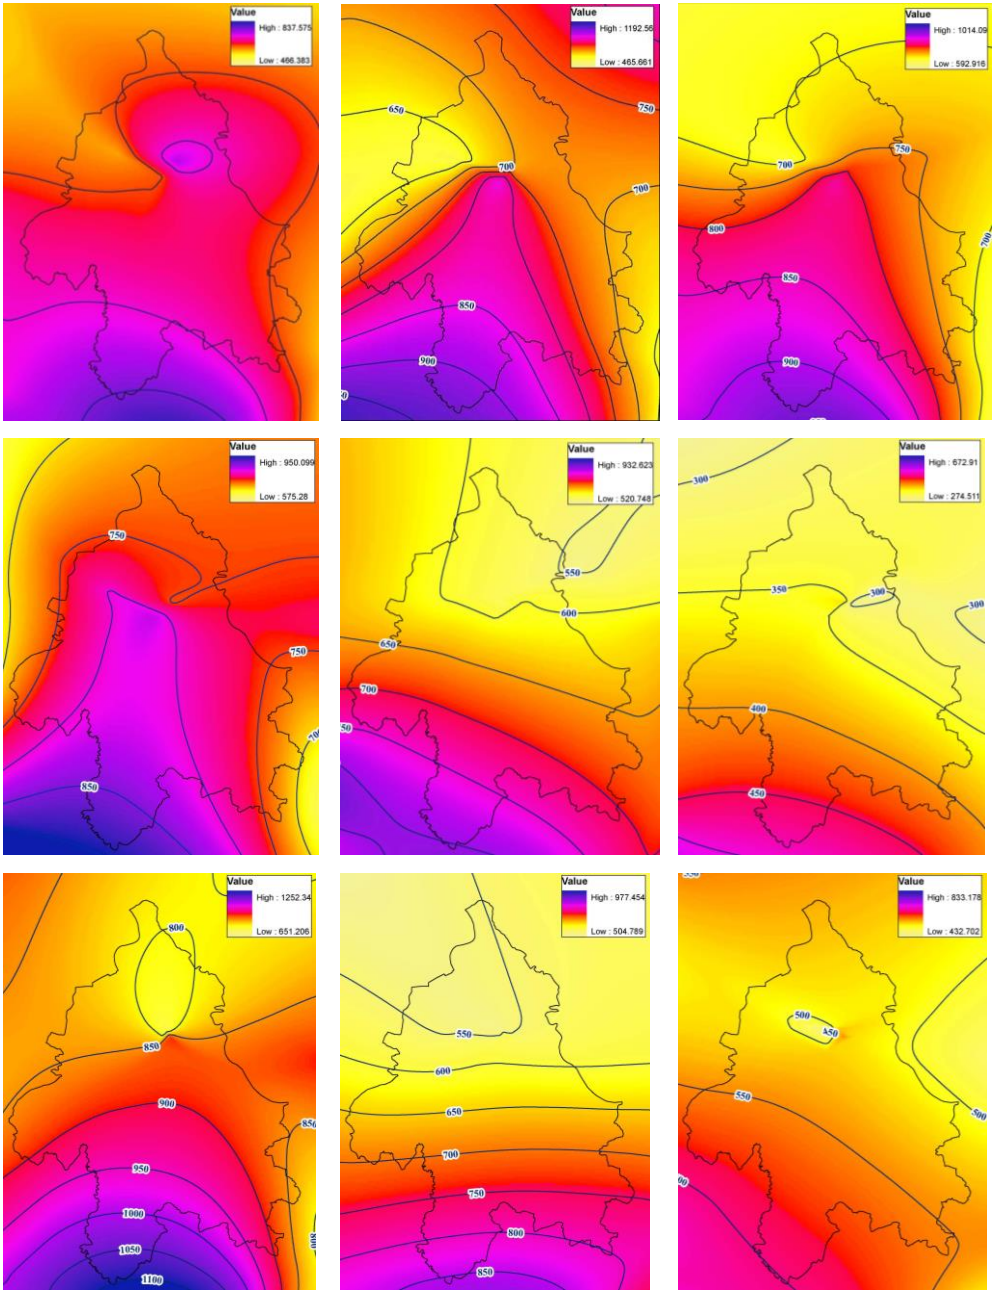 Value
High : 837.575
Low : 466.383
Value
High : 1192.56
Low : 465.661
650
750
700
700
850
900
Value
High : 1014.09
Low : 592.916
700
750
800
700
850
900
Value
High : 950.099
Low : 575.28
750
750
850
Value
High : 932.623
Low : 520.748
550
600
650
700
Value
High : 672.91
Low : 274.511
300
350
300
300
400
450
Value
High : 1252.34
Low : 651.206
800
850
900
850
950
1000
1050
1100
Value
High : 977.454
Low : 504.789
550
600
650
700
750
800
850
Value
High : 833.178
Low : 432.702
500
550
500